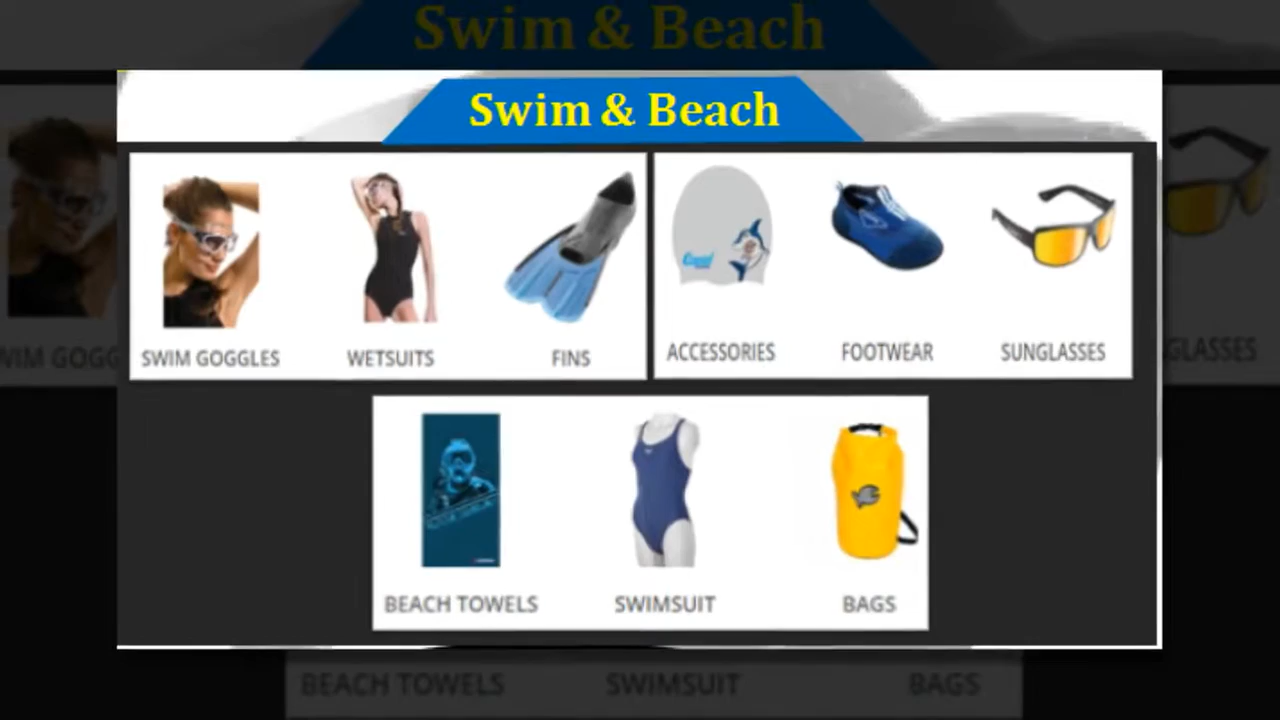 Swim & Beach
Swim & Beach
SWIM GOGGLES
WETSUITS
FINS
ACCESSORIES
FOOTWEAR
SUNGLASSES
BEACH TOWELS
SWIMSUIT
BAGS
BEACH TOWELS
SWIMSUIT
BAGS